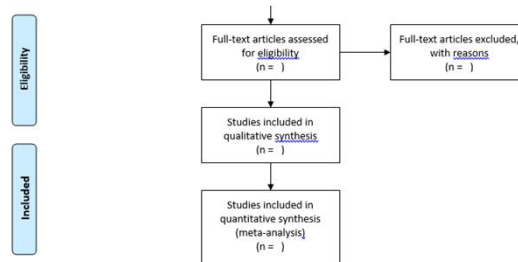 Eligibility
Full-text articles assessed
for eligibility
(n =   )
Full-text articles excluded,
with reasons
(n =   )
Studies included in
qualitative synthesis
(n =   )
Included
Studies included in
quantitative synthesis
(meta-analysis)
(n =   )